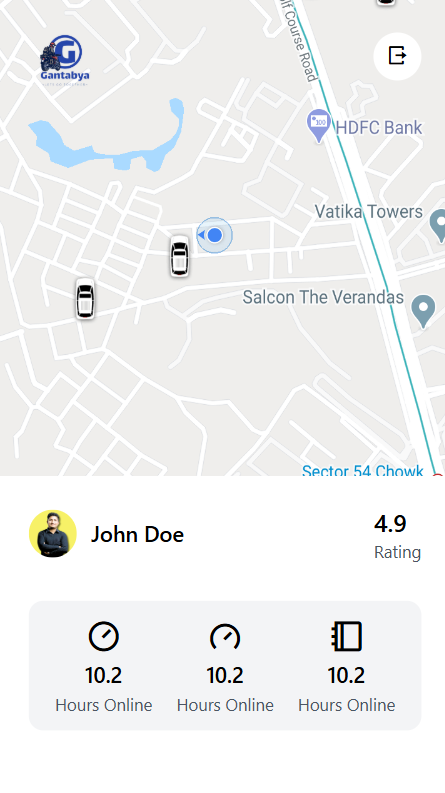 Gantabya
lf Course Road
100
HDFC Bank
Vatika Towers
Salcon The Verandas
Sector 54 Chowk
John Doe
4.9
Rating
10.2
10.2
10.2
Hours Online
Hours Online
Hours Online